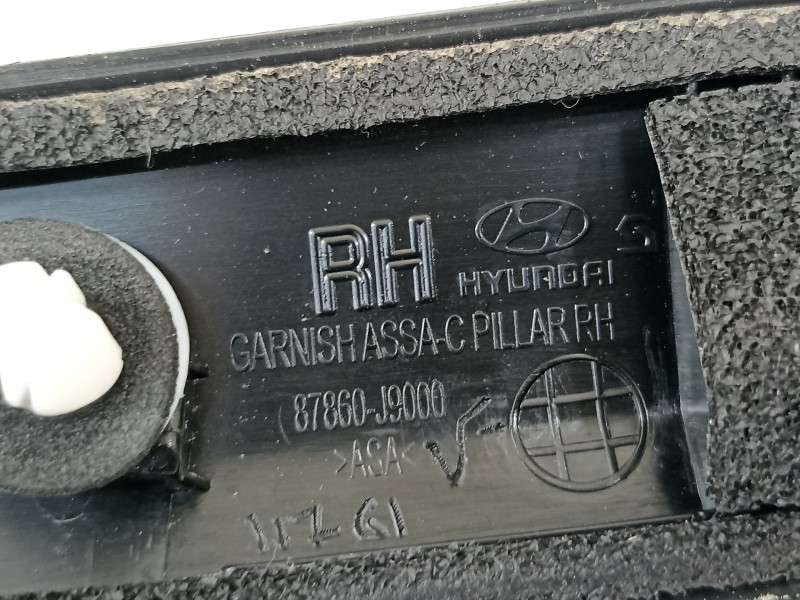 RH
HYUNDAI
GARNISH ASSA-C PILLAR RH
87860-J9000
>ASA<